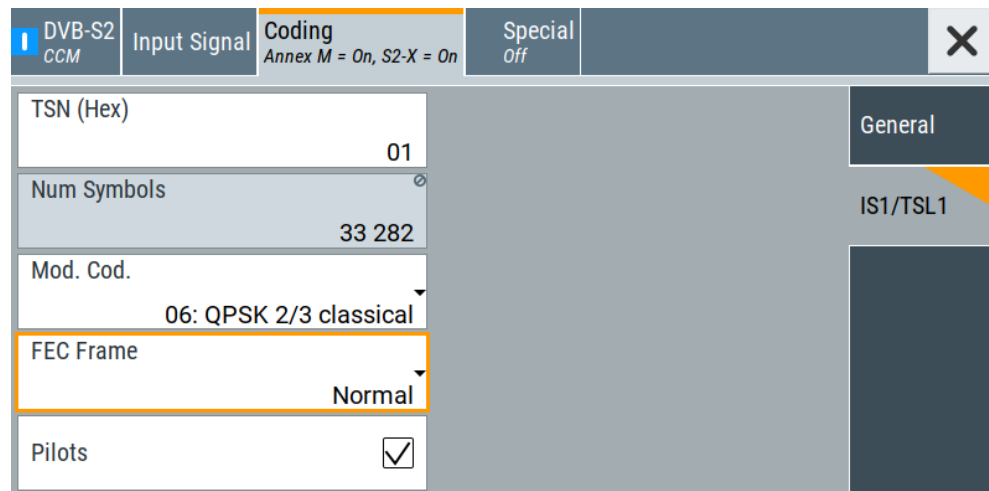 DVB-S2
CCM
Input Signal
Coding
Annex M = On, S2-X = On
Special
Off
TSN (Hex)
01
Num Symbols
33 282
Mod. Cod.
06: QPSK 2/3 classical
FEC Frame
Normal
Pilots
General
IS1/TSL1